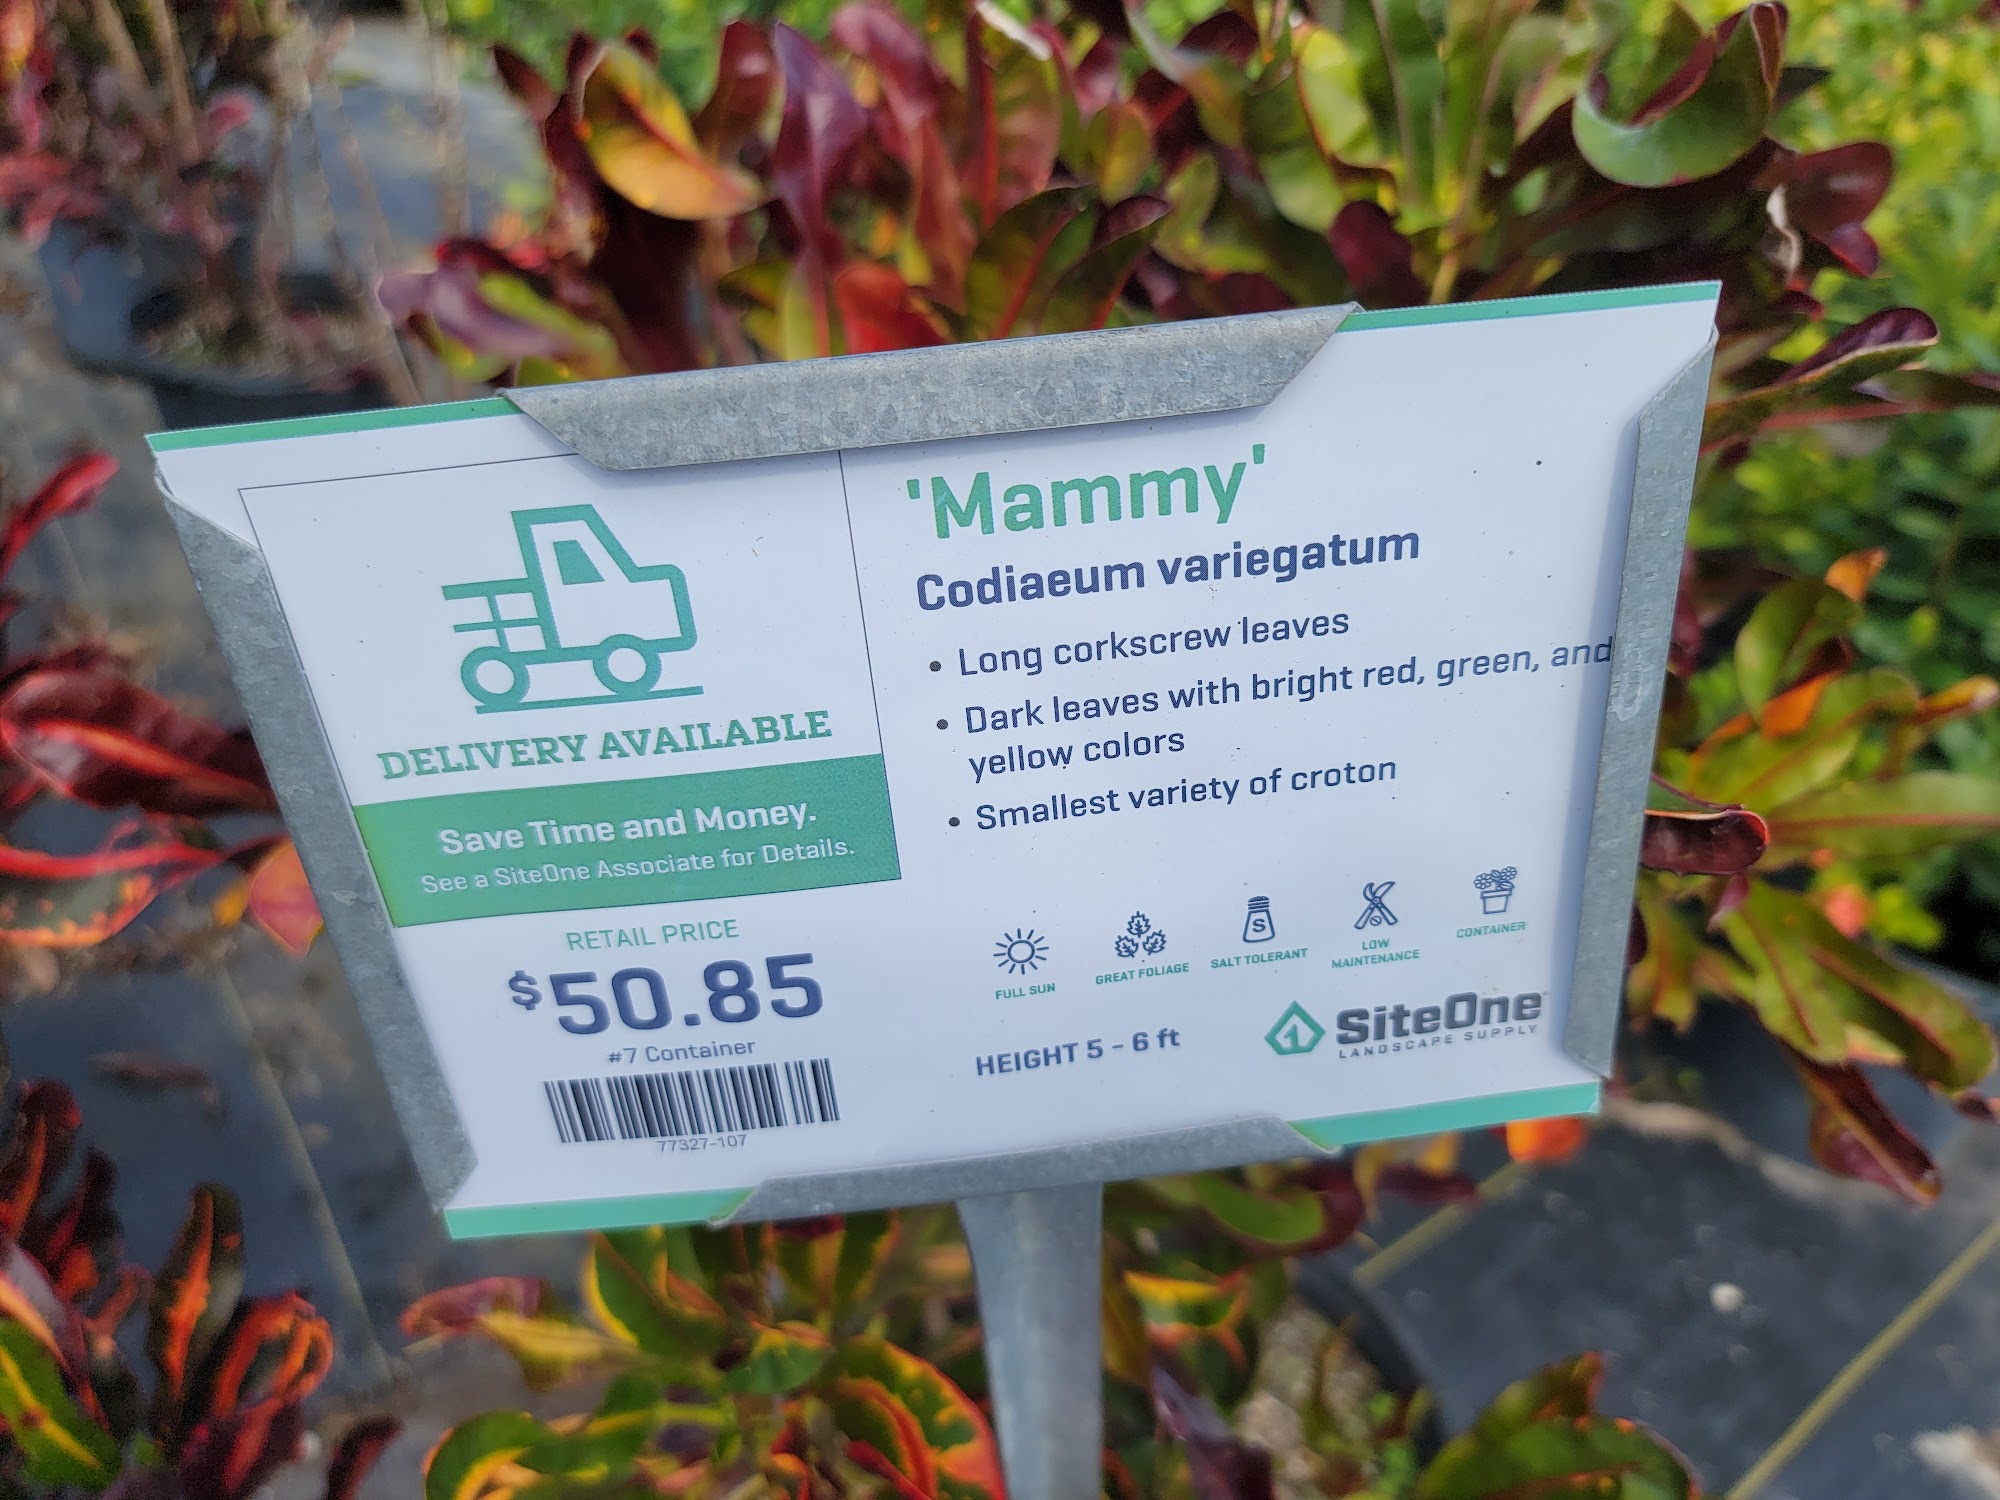 DELIVERY AVAILABLE
Save Time and Money.
See a SiteOne Associate for Details.
RETAIL PRICE
$50.85
#7 Container
77327-107
'Mammy'
Codiaeum variegatum
• Long corkscrew leaves
• Dark leaves with bright red, green, and
yellow colors
• Smallest variety of croton
FULL SUN
GREAT FOLIAGE
S
SALT TOLERANT
LOW
MAINTENANCE
CONTAINER
HEIGHT 5 - 6 ft
1
SiteOne™
LANDSCAPE SUPPLY